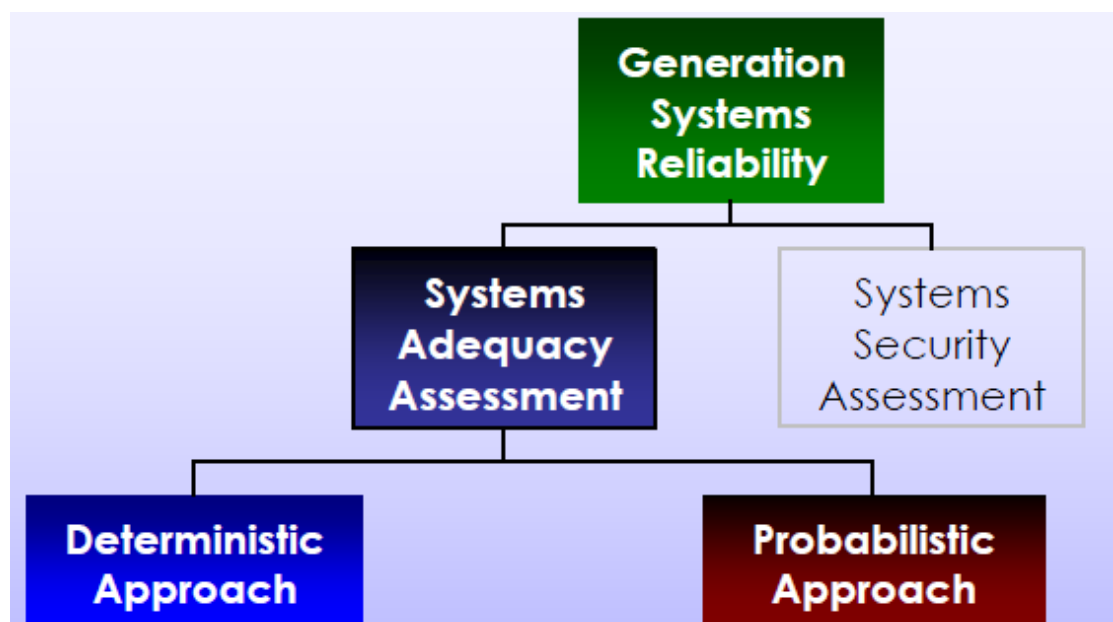 Generation
Systems
Reliability
Systems
Adequacy
Assessment
Systems
Security
Assessment
Deterministic
Approach
Probabilistic
Approach